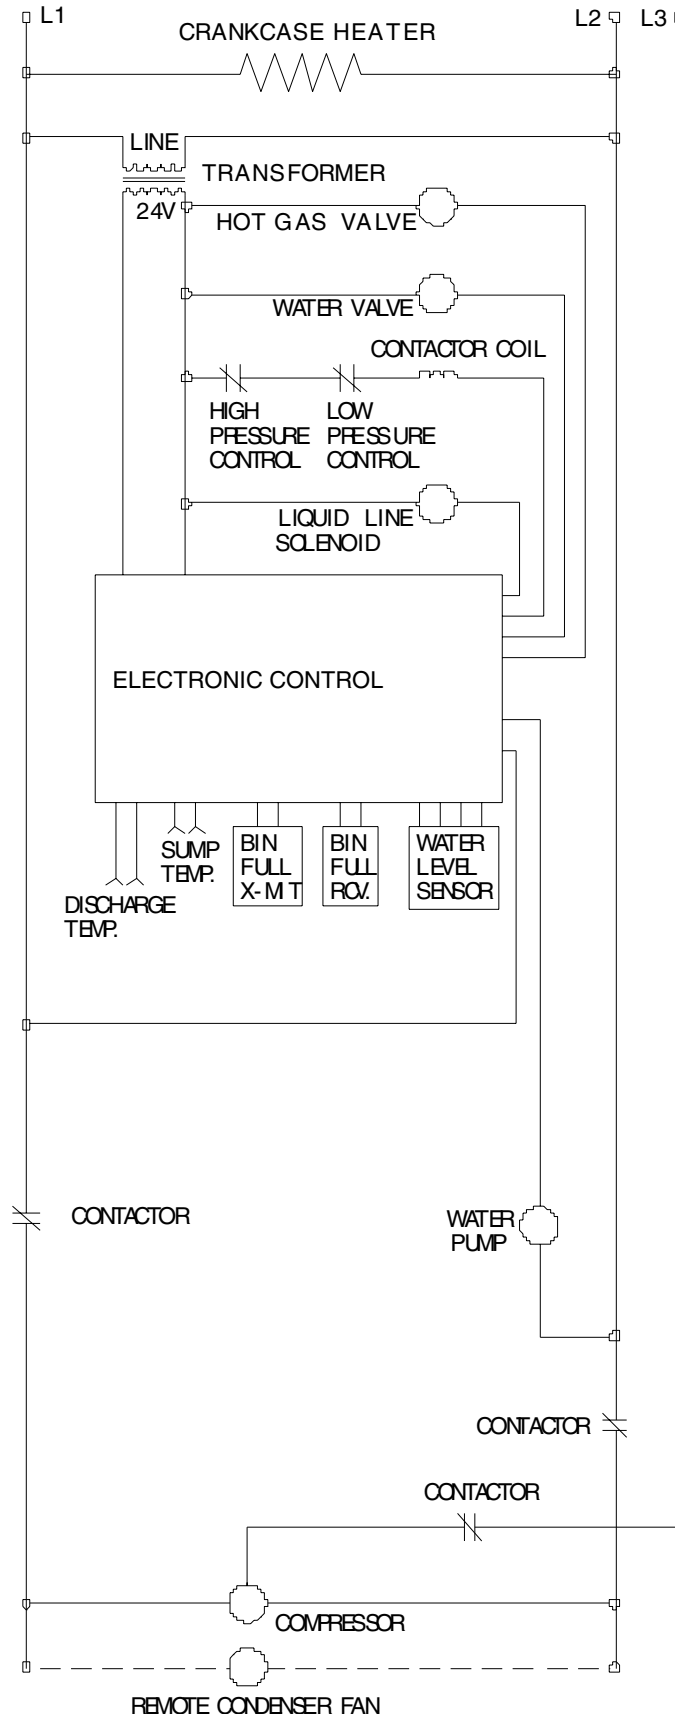 L1
L2
L3
CRANKCASE HEATER
LINE
TRANSFORMER
24V
HOT GAS VALVE
WATER VALVE
CONTACTOR COIL
HIGH
PRESSURE
CONTROL
LOW
PRESSURE
CONTROL
LIQUID LINE
SOLENOID
ELECTRONIC CONTROL
DISCHARGE
TEMP.
SUMP
TEMP.
BIN
FULL
X-MIT
BIN
FULL
RCV.
WATER
LEVEL
SENSOR
CONTACTOR
WATER
PUMP
CONTACTOR
CONTACTOR
COMPRESSOR
REMOTE CONDENSER FAN